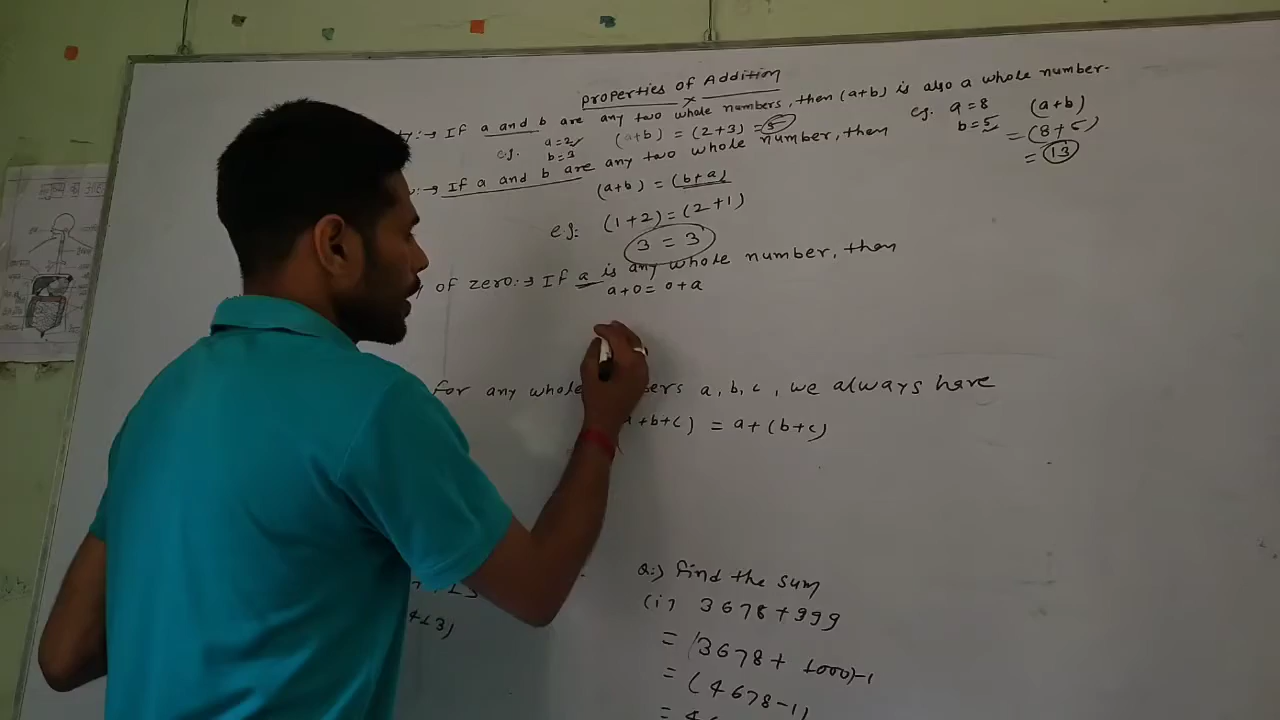 Properties of Addition
If a and b are any two whole numbers, then (a+b) is also a whole number.
eg. a=2 (a+b) = (2+3) = 5 eg. a=8 (a+b)
b=3 b=5 = (8+5)
= 13
If a and b are any two whole number, then
(a+b) = (b+a)
eg: (1+2) = (2+1)
3 = 3
of zero:→ If a is any whole number, then
a+0 = 0+a
for any whole a, b, c, we always have
+b+c) = a+(b+c)
Q:) find the sum
(i) 3678+999
= (3678+1000)-1
= (4678-1)